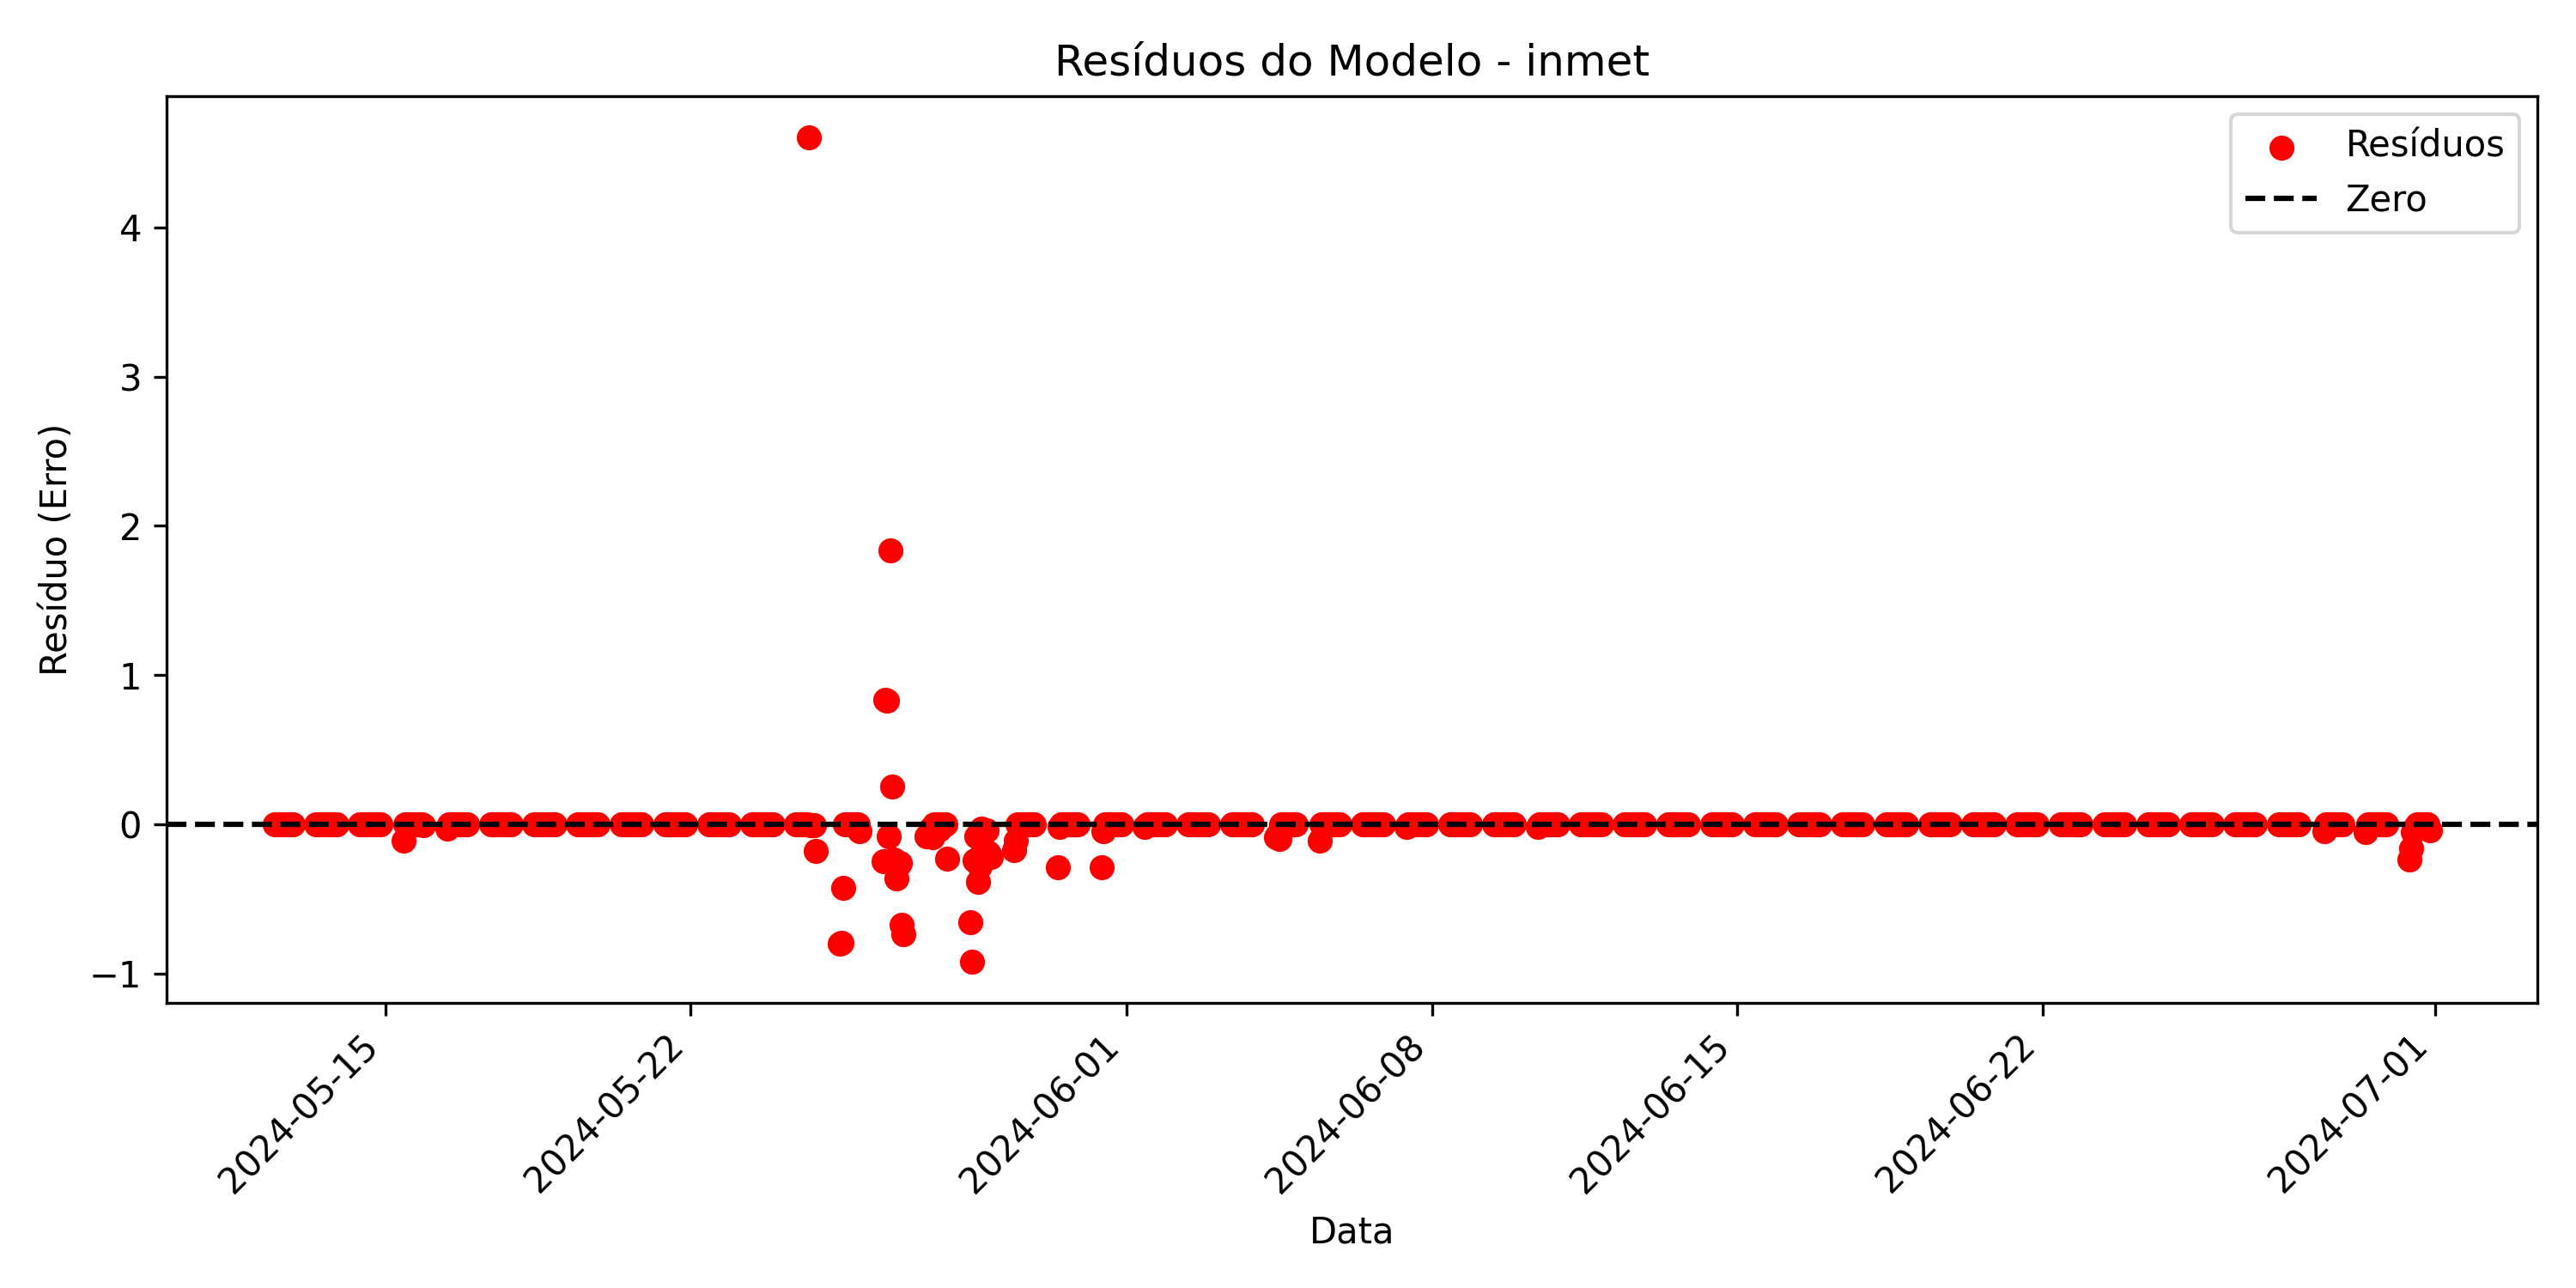 Resíduos do Modelo - inmet
Resíduos
Zero
Resíduo (Erro)
4
3
2
1
0
−1
2024-05-15
2024-05-22
2024-06-01
2024-06-08
2024-06-15
2024-06-22
2024-07-01
Data